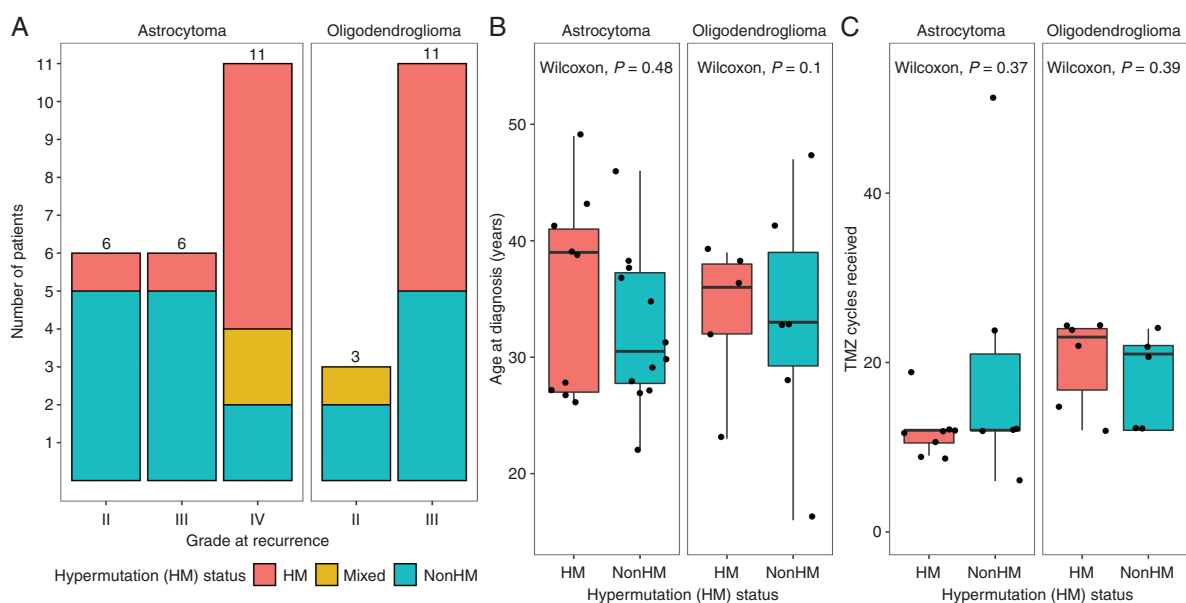 A
Astrocytoma
Oligodendroglioma
11
10
9
8
7
6
5
4
3
2
1
Number of patients
6
6
11
3
11
II
III
IV
II
III
Grade at recurrence
Hypermutation (HM) status
HM
Mixed
NonHM
B
Astrocytoma
Oligodendroglioma
Wilcoxon, P = 0.48
Wilcoxon, P = 0.1
50
40
30
20
Age at diagnosis (years)
HM
NonHM
HM
NonHM
Hypermutation (HM) status
C
Astrocytoma
Oligodendroglioma
Wilcoxon, P = 0.37
Wilcoxon, P = 0.39
40
20
0
TMZ cycles received
HM
NonHM
HM
NonHM
Hypermutation (HM) status